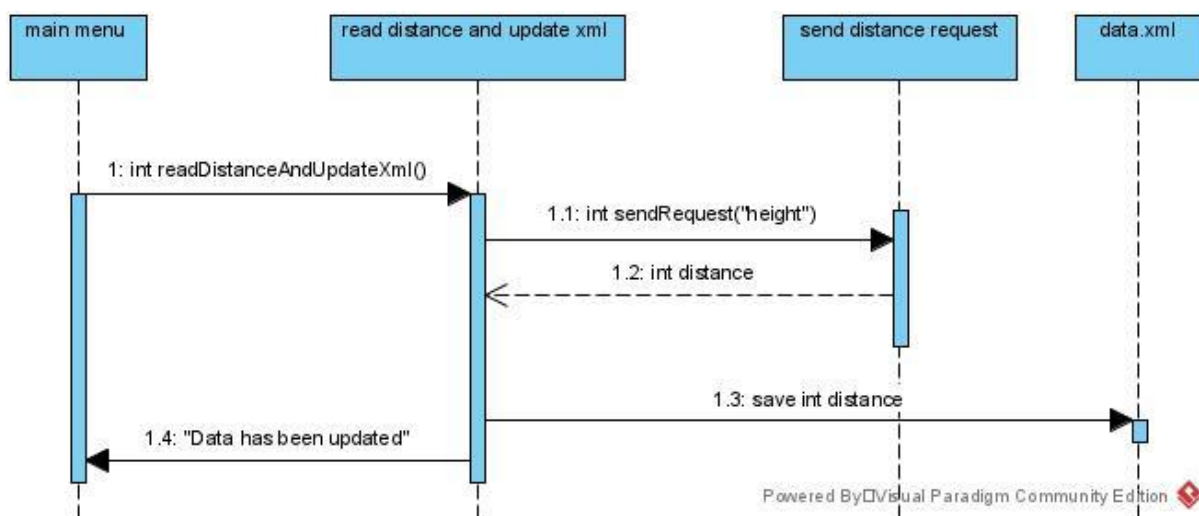 main menu
read distance and update xml
send distance request
data.xml
1: int readDistanceAndUpdateXml()
1.1: int sendRequest("height")
1.2: int distance
1.3: save int distance
1.4: "Data has been updated"
Powered By□Visual Paradigm Community Edition